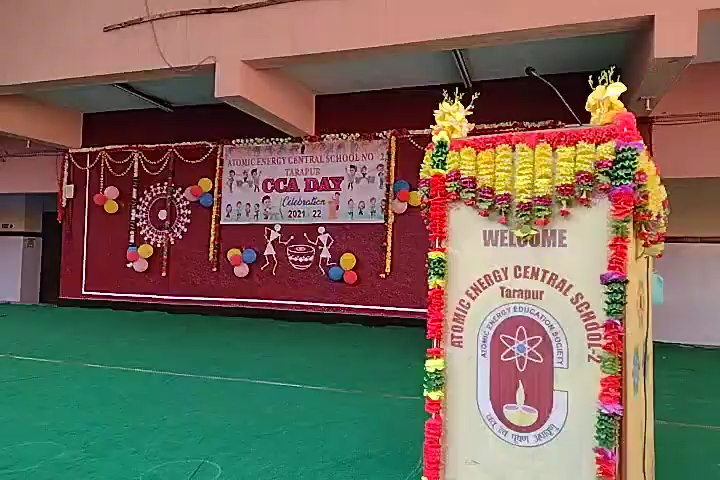 ATOMIC ENERGY CENTRAL SCHOOL NO 2
TARAPUR
CCA DAY
Celebration
2021 22
WELCOME
ATOMIC ENERGY CENTRAL SCHOOL-2
Tarapur
ATOMIC ENERGY EDUCATION SOCIETY